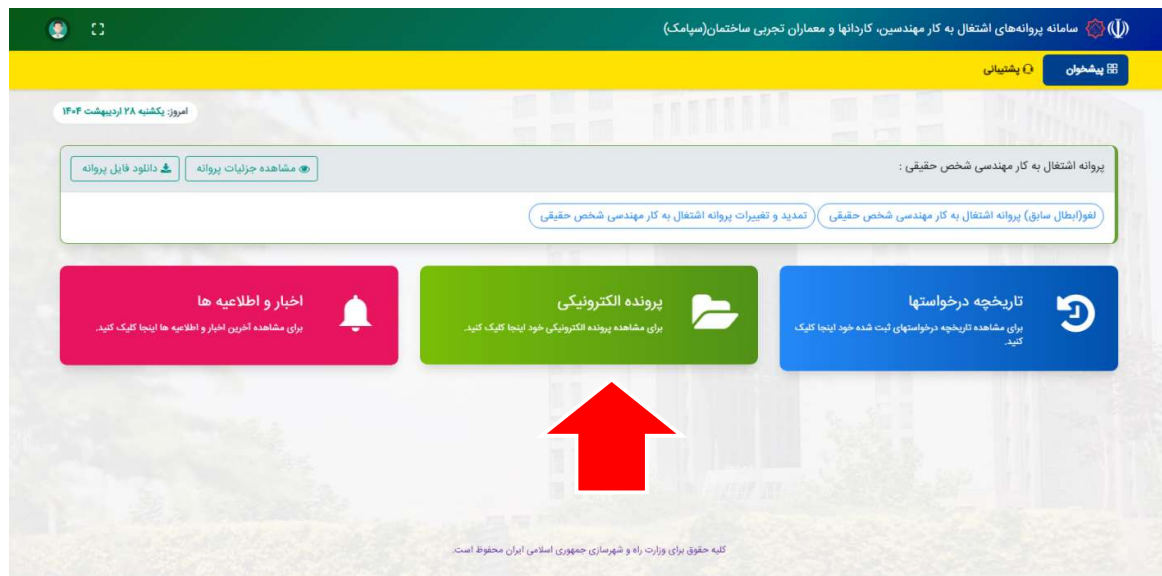 سامانه پروانه‌های اشتغال به کار مهندسین، کاردانها و معماران تجربی ساختمان(سپامک)
پیشخوان
پشتیبانی
امروز: یکشنبه ۲۸ اردیبهشت ۱۴۰۴
پروانه اشتغال به کار مهندسی شخص حقیقی :
مشاهده جزئیات پروانه
دانلود فایل پروانه
لغو(ابطال سابق) پروانه اشتغال به کار مهندسی شخص حقیقی
تمدید و تغییرات پروانه اشتغال به کار مهندسی شخص حقیقی
تاریخچه درخواستها
برای مشاهده تاریخچه درخواستهای ثبت شده خود اینجا کلیک
کنید.
پرونده الکترونیکی
برای مشاهده پرونده الکترونیکی خود اینجا کلیک کنید.
اخبار و اطلاعیه ها
برای مشاهده آخرین اخبار و اطلاعیه ها اینجا کلیک کنید.
کلیه حقوق برای وزارت راه و شهرسازی جمهوری اسلامی ایران محفوظ است.